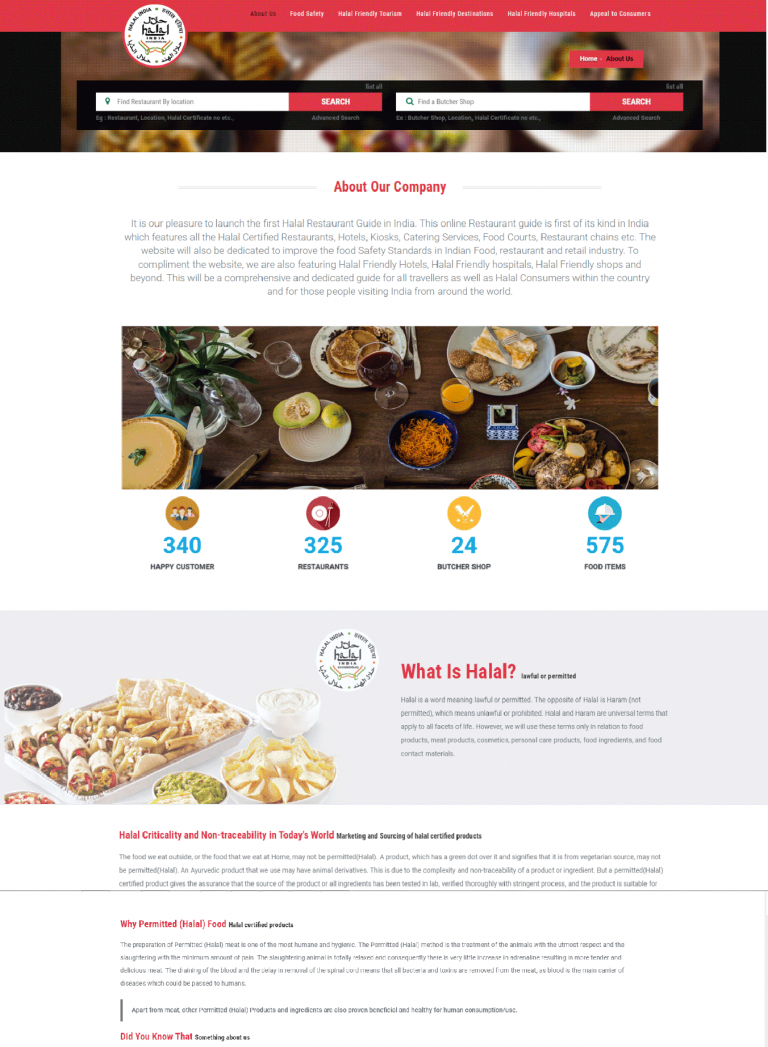 About Us Food Safety Halal Friendly Tourism Halal Friendly Destinations Halal Friendly Hospitals Appeal to Consumers
HALAL INDIA
halal
INDIA
Home - About Us
list all
list all
Find Restaurant By location SEARCH
Find a Butcher Shop SEARCH
Eg : Restaurant, Location, Halal Certificate no etc., Advanced Search
Ex : Butcher Shop, Location, Halal Certificate no etc., Advanced Search
About Our Company
It is our pleasure to launch the first Halal Restaurant Guide in India. This online Restaurant guide is first of its kind in India
which features all the Halal Certified Restaurants, Hotels, Kiosks, Catering Services, Food Courts, Restaurant chains etc. The
website will also be dedicated to improve the food Safety Standards in Indian Food, restaurant and retail industry. To
compliment the website, we are also featuring Halal Friendly Hotels, Halal Friendly hospitals, Halal Friendly shops and
beyond. This will be a comprehensive and dedicated guide for all travellers as well as Halal Consumers within the country
and for those people visiting India from around the world.
340 325 24 575
HAPPY CUSTOMER RESTAURANTS BUTCHER SHOP FOOD ITEMS
HALAL INDIA
halal
INDIA
What Is Halal? lawful or permitted
Halal is a word meaning lawful or permitted. The opposite of Halal is Haram (not
permitted), which means unlawful or prohibited. Halal and Haram are universal terms that
apply to all facets of life. However, we will use these terms only in relation to food
products, meat products, cosmetics, personal care products, food ingredients, and food
contact materials.
Halal Criticality and Non-traceability in Today's World Marketing and Sourcing of halal certified products
The food we eat outside, or the food that we eat at Home, may not be permitted(Halal). A product, which has a green dot over it and signifies that it is from vegetarian source, may not
be permitted(Halal). An Ayurvedic product that we use may have animal derivatives. This is due to the complexity and non-traceability of a product or ingredient. But a permitted(Halal)
certified product gives the assurance that the source of the product or all ingredients has been tested in lab, verified thoroughly with stringent process, and the product is suitable for
Why Permitted (Halal) Food Halal certified products
The preparation of Permitted (Halal) meat is one of the most humane and hygienic. The Permitted (Halal) method is the treatment of the animals with the utmost respect and the
slaughtering with the minimum amount of pain. The slaughtering animal is totally relaxed and consequently there is very little increase in adrenaline resulting in more tender and
delicious meat. The draining of the blood and the delay in removal of the spinal cord means that all bacteria and toxins are removed from the meat, as blood is the main carrier of
diseases which could be passed to humans.
Apart from meat, other Permitted (Halal) Products and ingredients are also proven beneficial and healthy for human consumption/use.
Did You Know That Something about us